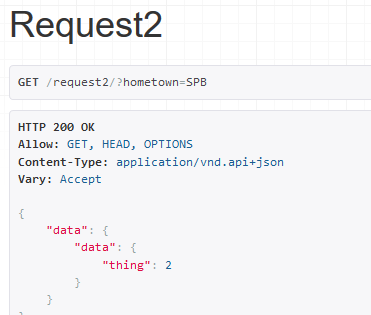 Request2
GET /request2/?hometown=SPB
HTTP 200 OK
Allow: GET, HEAD, OPTIONS
Content-Type: application/vnd.api+json
Vary: Accept
{
    "data": {
        "data": {
            "thing": 2
        }
    }
}